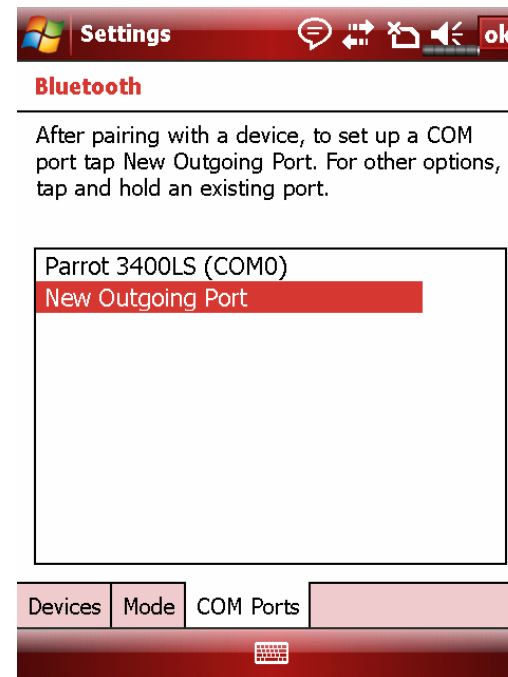 Settings
ok
Bluetooth
After pairing with a device, to set up a COM
port tap New Outgoing Port. For other options,
tap and hold an existing port.
Parrot 3400LS (COM0)
New Outgoing Port
Devices Mode COM Ports